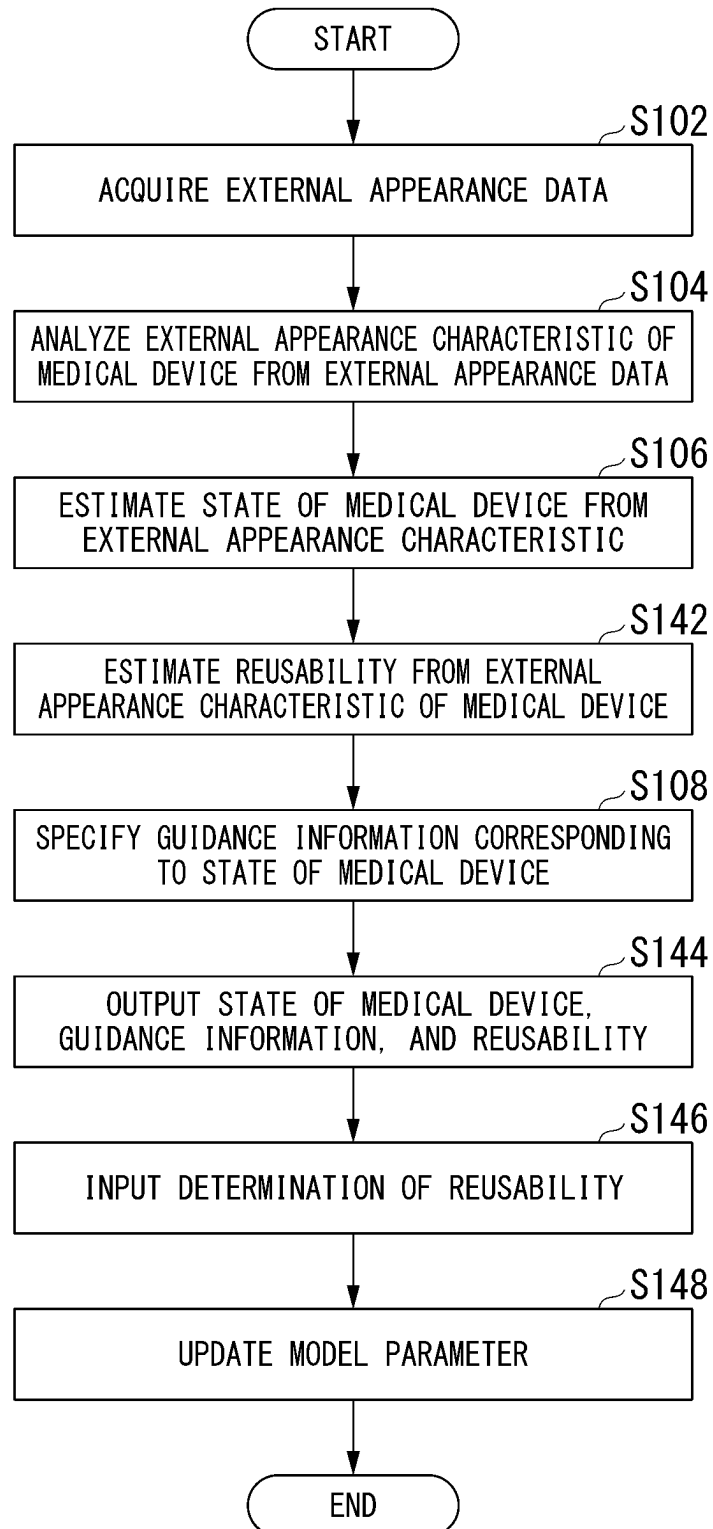 START
S102
ACQUIRE EXTERNAL APPEARANCE DATA
S104
ANALYZE EXTERNAL APPEARANCE CHARACTERISTIC OF
MEDICAL DEVICE FROM EXTERNAL APPEARANCE DATA
S106
ESTIMATE STATE OF MEDICAL DEVICE FROM
EXTERNAL APPEARANCE CHARACTERISTIC
S142
ESTIMATE REUSABILITY FROM EXTERNAL
APPEARANCE CHARACTERISTIC OF MEDICAL DEVICE
S108
SPECIFY GUIDANCE INFORMATION CORRESPONDING
TO STATE OF MEDICAL DEVICE
S144
OUTPUT STATE OF MEDICAL DEVICE,
GUIDANCE INFORMATION, AND REUSABILITY
S146
INPUT DETERMINATION OF REUSABILITY
S148
UPDATE MODEL PARAMETER
END